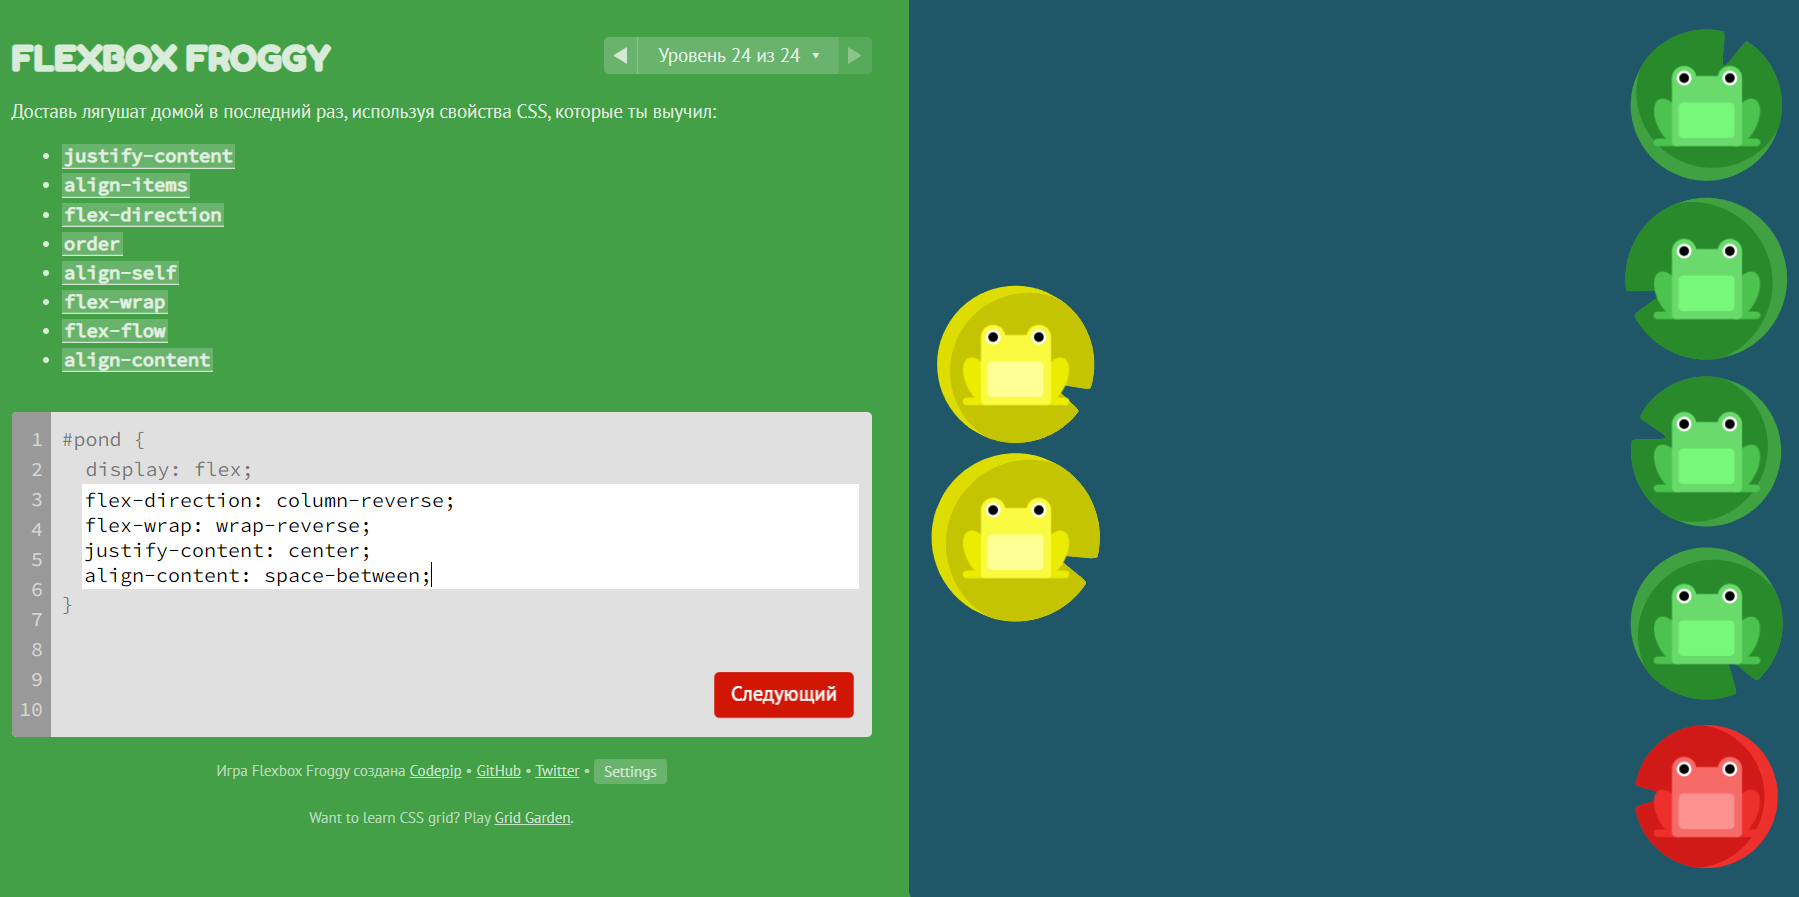 FLEXBOX FROGGY
Уровень 24 из 24
Доставь лягушат домой в последний раз, используя свойства CSS, которые ты выучил:
• justify-content
• align-items
• flex-direction
• order
• align-self
• flex-wrap
• flex-flow
• align-content
1 #pond {
2 display: flex;
3 flex-direction: column-reverse;
4 flex-wrap: wrap-reverse;
5 justify-content: center;
6 align-content: space-between;
7 }
8
9
10
Следующий
Игра Flexbox Froggy создана Codepip • GitHub • Twitter • Settings
Want to learn CSS grid? Play Grid Garden.